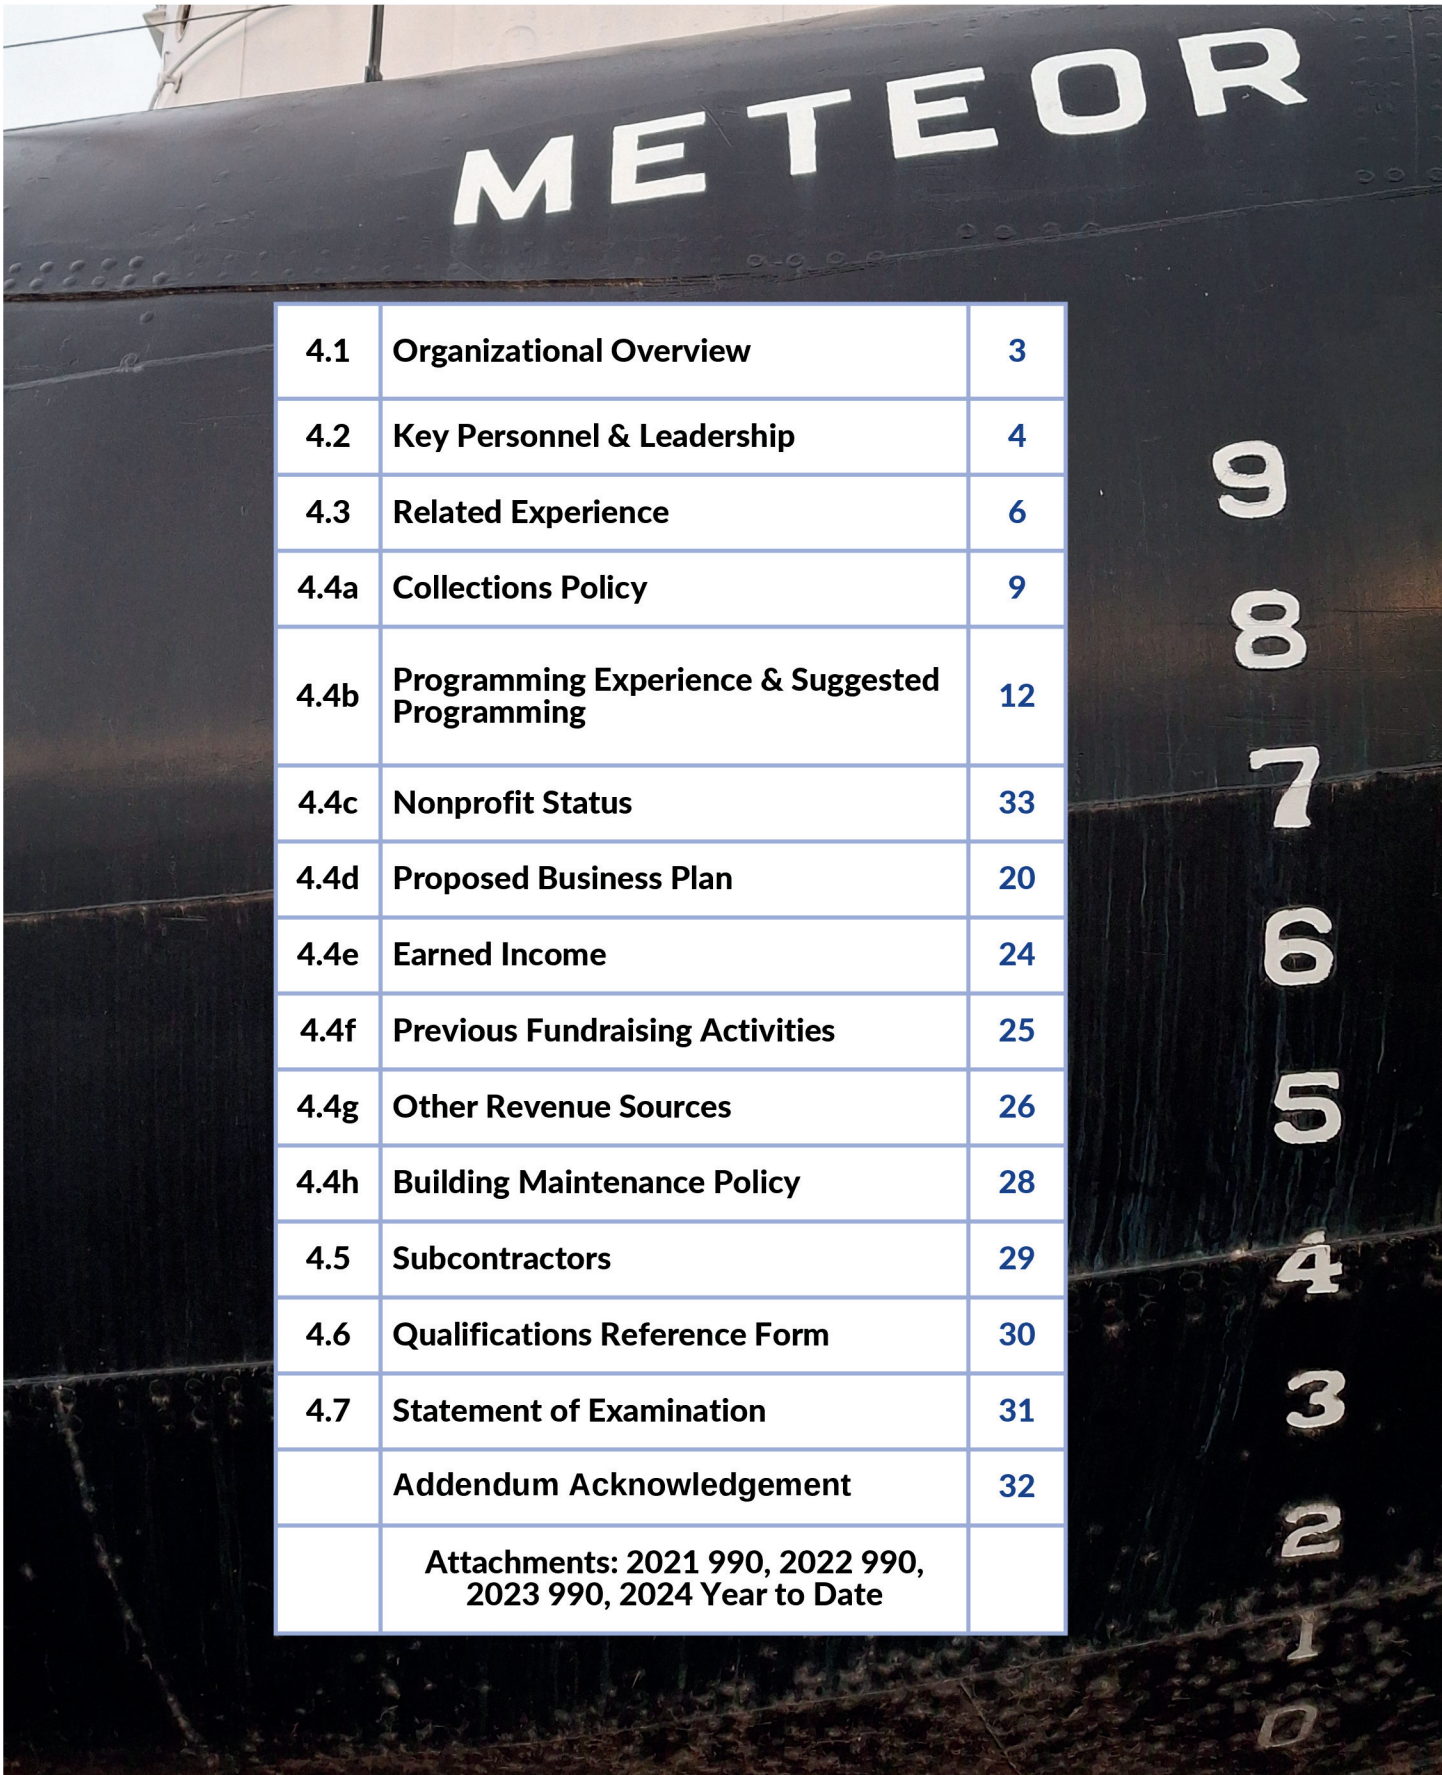 METEOR
4.1 Organizational Overview 3
4.2 Key Personnel & Leadership 4
4.3 Related Experience 6
4.4a Collections Policy 9
4.4b Programming Experience & Suggested
Programming 12
4.4c Nonprofit Status 33
4.4d Proposed Business Plan 20
4.4e Earned Income 24
4.4f Previous Fundraising Activities 25
4.4g Other Revenue Sources 26
4.4h Building Maintenance Policy 28
4.5 Subcontractors 29
4.6 Qualifications Reference Form 30
4.7 Statement of Examination 31
Addendum Acknowledgement 32
Attachments: 2021 990, 2022 990,
2023 990, 2024 Year to Date
9
8
7
6
5
4
3
2
1
0